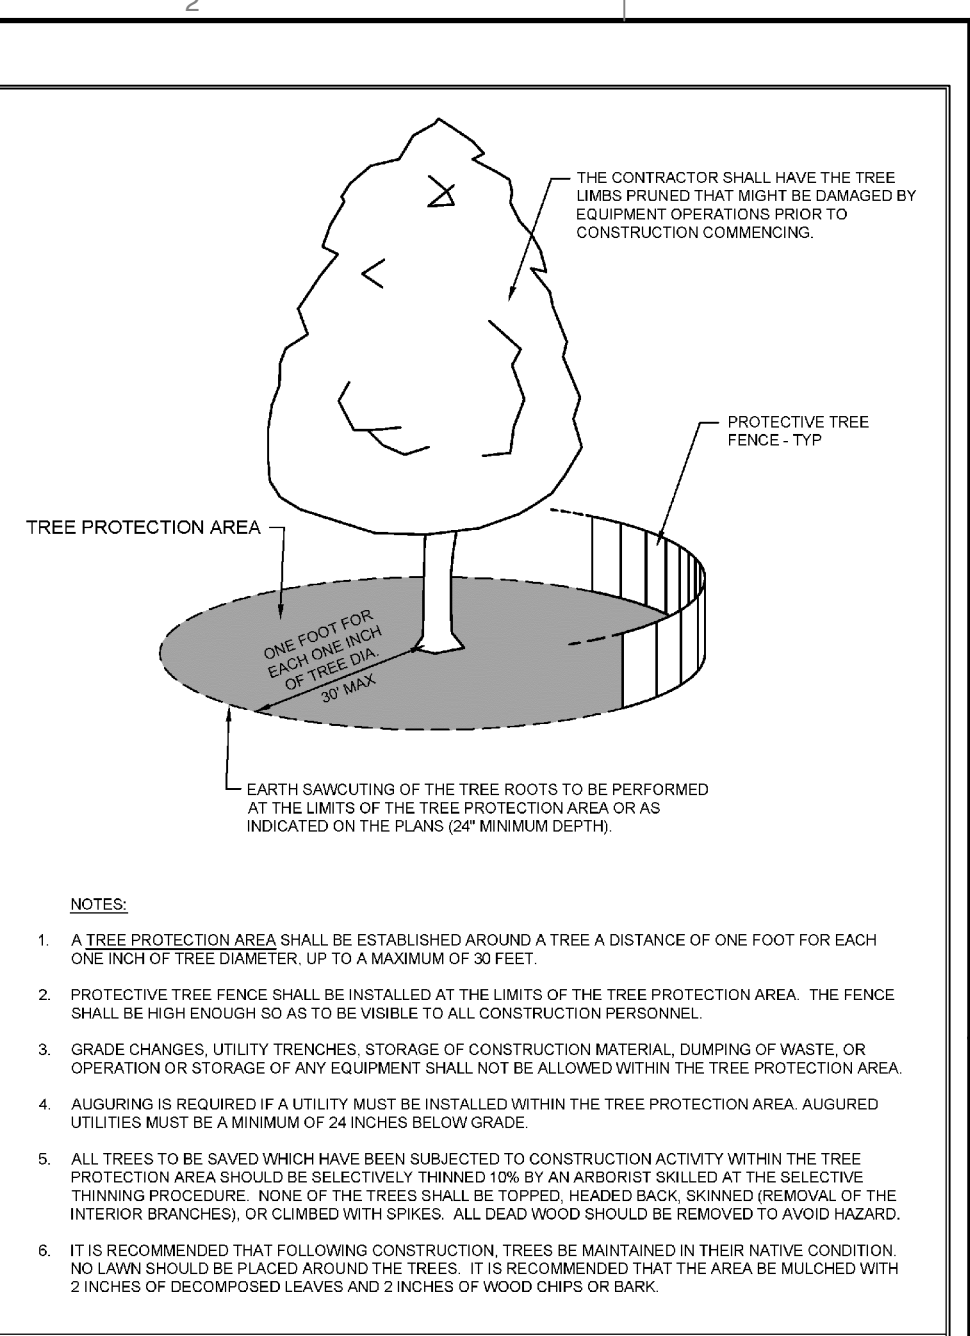 2
THE CONTRACTOR SHALL HAVE THE TREE
LIMBS PRUNED THAT MIGHT BE DAMAGED BY
EQUIPMENT OPERATIONS PRIOR TO
CONSTRUCTION COMMENCING.
PROTECTIVE TREE
FENCE - TYP
TREE PROTECTION AREA
ONE FOOT FOR
EACH ONE INCH
OF TREE DIA.
30' MAX
EARTH SAWCUTING OF THE TREE ROOTS TO BE PERFORMED
AT THE LIMITS OF THE TREE PROTECTION AREA OR AS
INDICATED ON THE PLANS (24" MINIMUM DEPTH).
NOTES:
1. A TREE PROTECTION AREA SHALL BE ESTABLISHED AROUND A TREE A DISTANCE OF ONE FOOT FOR EACH
ONE INCH OF TREE DIAMETER, UP TO A MAXIMUM OF 30 FEET.
2. PROTECTIVE TREE FENCE SHALL BE INSTALLED AT THE LIMITS OF THE TREE PROTECTION AREA. THE FENCE
SHALL BE HIGH ENOUGH SO AS TO BE VISIBLE TO ALL CONSTRUCTION PERSONNEL.
3. GRADE CHANGES, UTILITY TRENCHES, STORAGE OF CONSTRUCTION MATERIAL, DUMPING OF WASTE, OR
OPERATION OR STORAGE OF ANY EQUIPMENT SHALL NOT BE ALLOWED WITHIN THE TREE PROTECTION AREA.
4. AUGURING IS REQUIRED IF A UTILITY MUST BE INSTALLED WITHIN THE TREE PROTECTION AREA. AUGURED
UTILITIES MUST BE A MINIMUM OF 24 INCHES BELOW GRADE.
5. ALL TREES TO BE SAVED WHICH HAVE BEEN SUBJECTED TO CONSTRUCTION ACTIVITY WITHIN THE TREE
PROTECTION AREA SHOULD BE SELECTIVELY THINNED 10% BY AN ARBORIST SKILLED AT THE SELECTIVE
THINNING PROCEDURE. NONE OF THE TREES SHALL BE TOPPED, HEADED BACK, SKINNED (REMOVAL OF THE
INTERIOR BRANCHES), OR CLIMBED WITH SPIKES. ALL DEAD WOOD SHOULD BE REMOVED TO AVOID HAZARD.
6. IT IS RECOMMENDED THAT FOLLOWING CONSTRUCTION, TREES BE MAINTAINED IN THEIR NATIVE CONDITION.
NO LAWN SHOULD BE PLACED AROUND THE TREES. IT IS RECOMMENDED THAT THE AREA BE MULCHED WITH
2 INCHES OF DECOMPOSED LEAVES AND 2 INCHES OF WOOD CHIPS OR BARK.